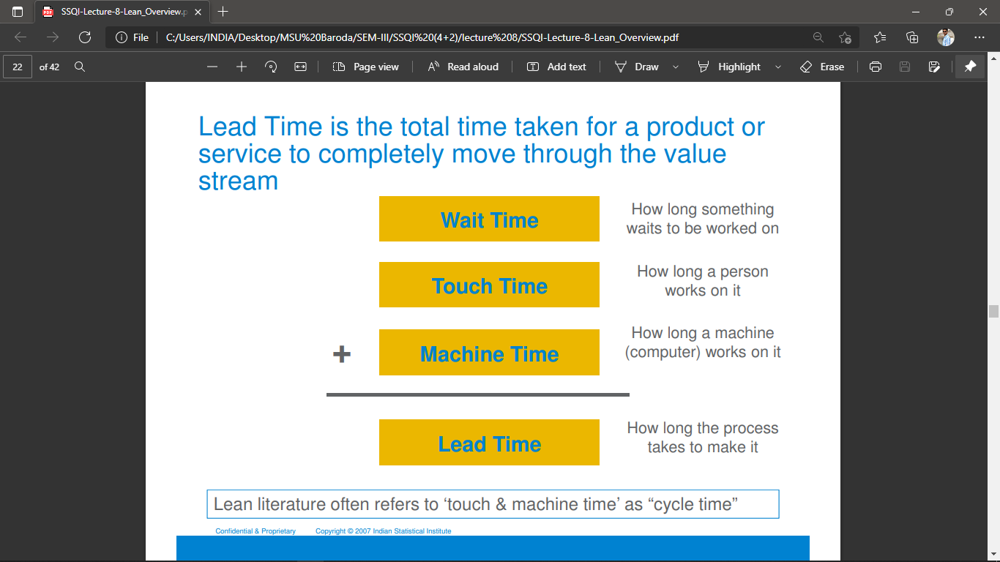 SSQI-Lecture-8-Lean_Overview.p
File
C:/Users/INDIA/Desktop/MSU%20Baroda/SEM-III/SSQI%20(4+2)/lecture%208/SSQI-Lecture-8-Lean_Overview.pdf
22 of 42
Page view
Read aloud
Add text
Draw
Highlight
Erase
Lead Time is the total time taken for a product or
service to completely move through the value
stream
Wait Time
How long something
waits to be worked on
Touch Time
How long a person
works on it
+
Machine Time
How long a machine
(computer) works on it
Lead Time
How long the process
takes to make it
Lean literature often refers to ‘touch & machine time’ as “cycle time”
Confidential & Proprietary Copyright © 2007 Indian Statistical Institute